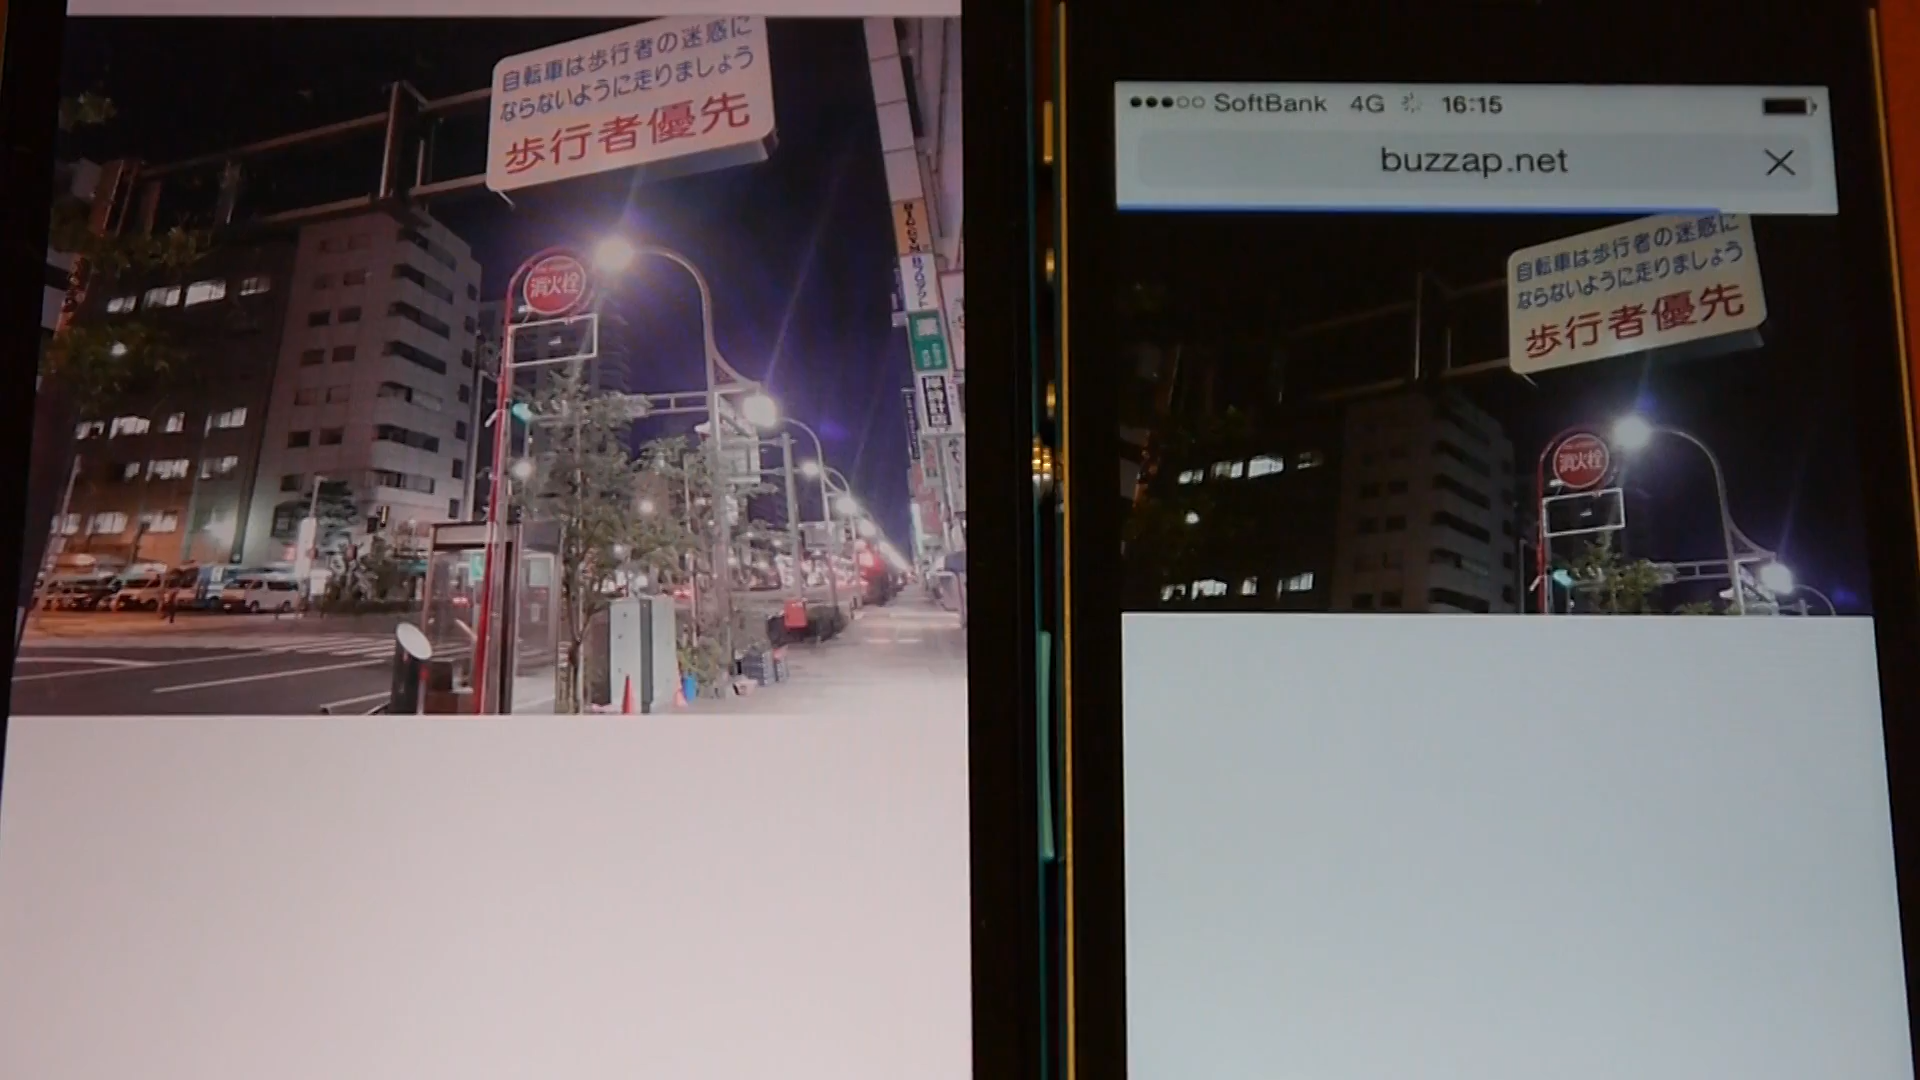 自転車は歩行者の迷惑に
ならないように走りましょう
歩行者優先
消火栓
BIGGYM
薬
SoftBank 4G 16:15
buzzap.net
自転車は歩行者の迷惑に
ならないように走りましょう
歩行者優先
消火栓